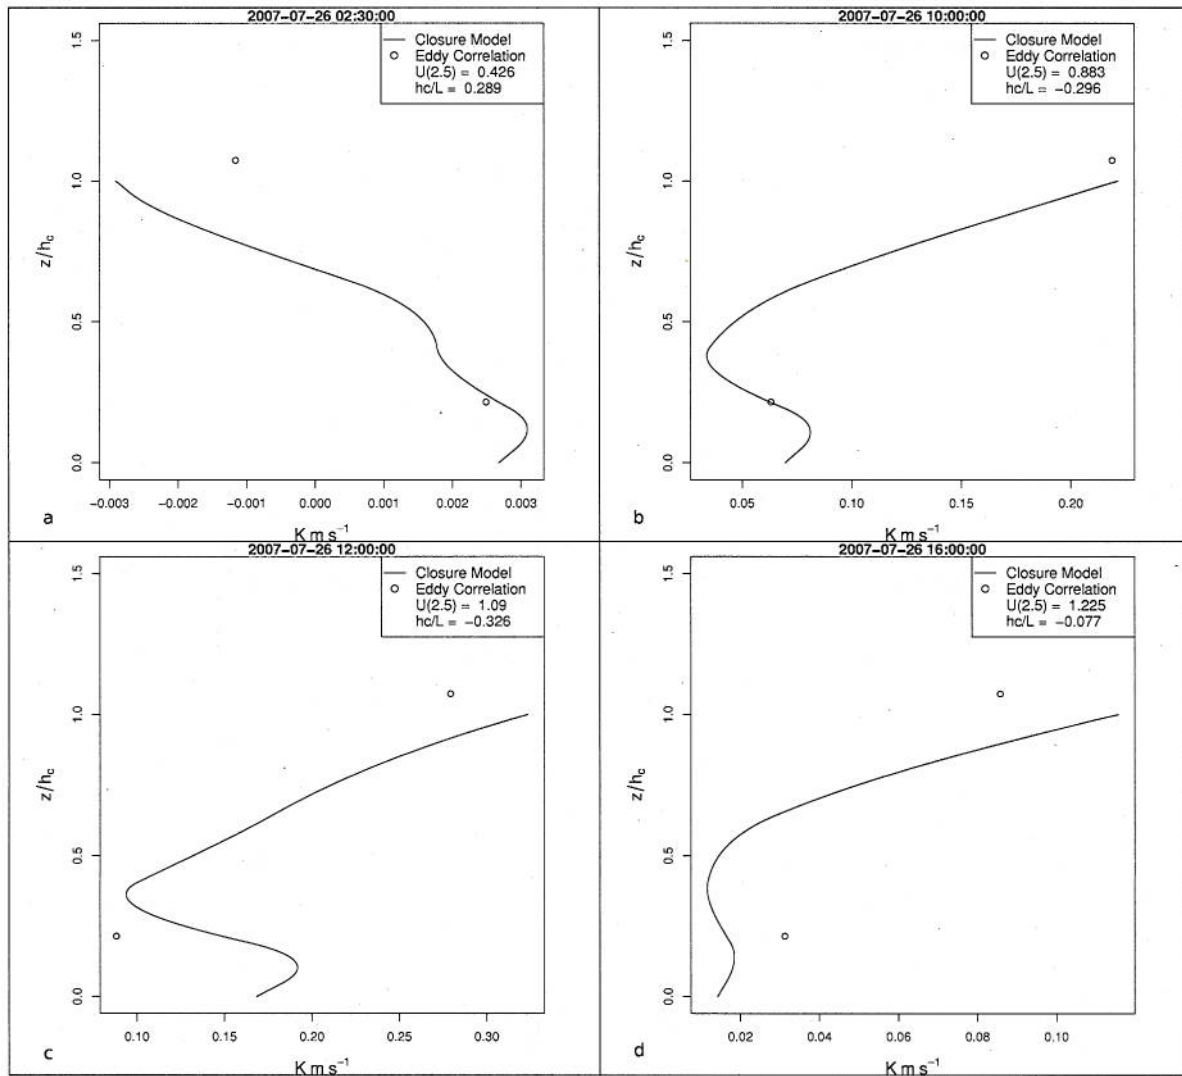 2007-07-26 02:30:00
Closure Model
Eddy Correlation
U(2.5) = 0.426
hc/L = 0.289
1.5
1.0
0.5
0.0
z/hc
−0.003 −0.002 −0.001 0.000 0.001 0.002 0.003
K m s−1
a
2007-07-26 10:00:00
Closure Model
Eddy Correlation
U(2.5) = 0.883
hc/L = −0.296
1.5
1.0
0.5
0.0
z/hc
0.05 0.10 0.15 0.20
K m s−1
b
2007-07-26 12:00:00
Closure Model
Eddy Correlation
U(2.5) = 1.09
hc/L = −0.326
1.5
1.0
0.5
0.0
z/hc
0.10 0.20 0.30
K m s−1
c
2007-07-26 16:00:00
Closure Model
Eddy Correlation
U(2.5) = 1.225
hc/L = −0.077
1.5
1.0
0.5
0.0
z/hc
0.02 0.04 0.06 0.08 0.10
K m s−1
d